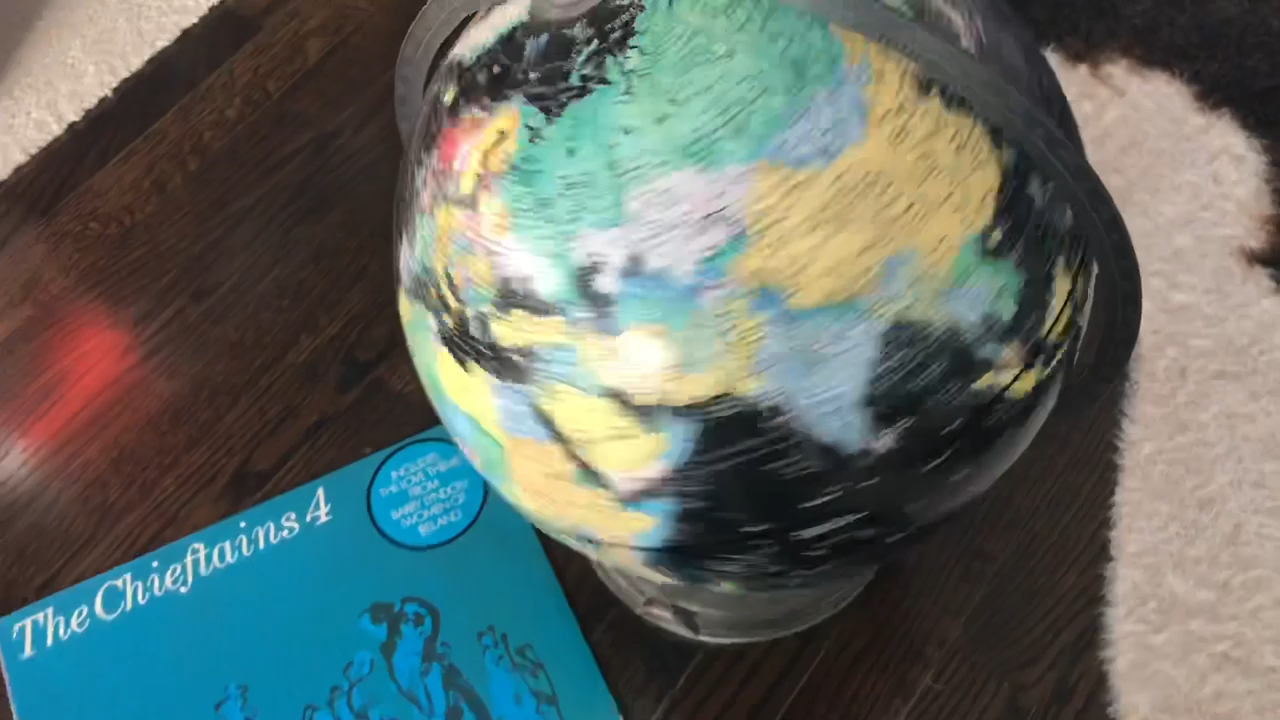 The Chieftains 4
INCLUDES
THE LOVE THEME
FROM
BARRY LYNDON
(WOMEN OF
IRELAND)